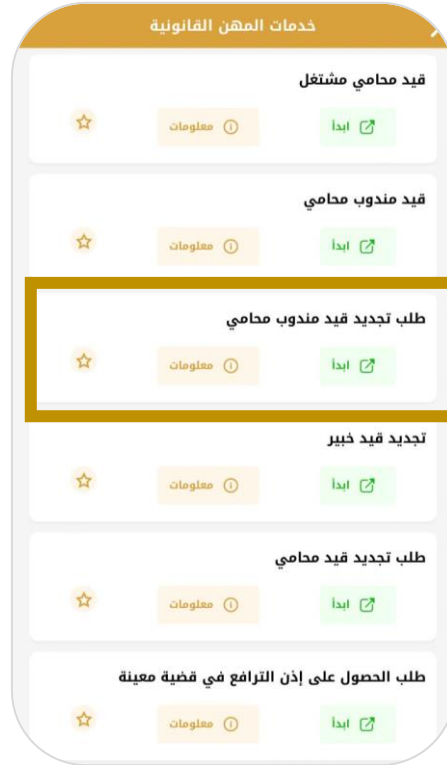 خدمات المهن القانونية
قيد محامي مشتغل
ابدأ معلومات
قيد مندوب محامي
ابدأ معلومات
طلب تجديد قيد مندوب محامي
ابدأ معلومات
تجديد قيد خبير
ابدأ معلومات
طلب تجديد قيد محامي
ابدأ معلومات
طلب الحصول على إذن الترافع في قضية معينة
ابدأ معلومات